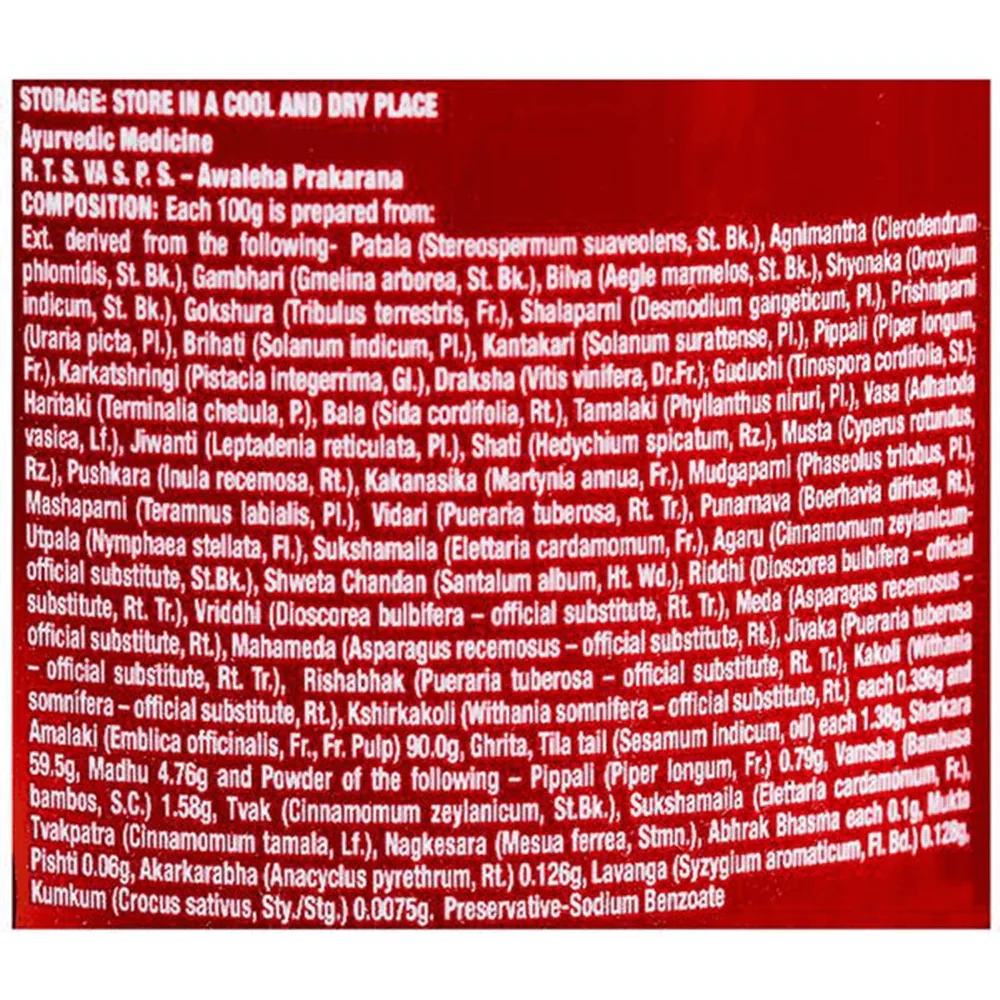 STORAGE: STORE IN A COOL AND DRY PLACE
Ayurvedic Medicine
R. T. S. VA S. P. S. – Awaleha Prakarana
COMPOSITION: Each 100g is prepared from:
Ext. derived from the following- Patala (Stereospermum suaveolens, St. Bk.), Agnimantha (Clerodendrum
phlomidis, St. Bk.), Gambhari (Gmelina arborea, St. Bk.), Bilva (Aegle marmelos, St. Bk.), Shyonaka (Oroxylum
indicum, St. Bk.), Gokshura (Tribulus terrestris, Fr.), Shalaparni (Desmodium gangeticum, Pl.), Prishniparni
(Uraria picta, Pl.), Brihati (Solanum indicum, Pl.), Kantakari (Solanum surattense, Pl.), Pippali (Piper longum,
Fr.), Karkatshringi (Pistacia integerrima, Gl.), Draksha (Vitis vinifera, Dr.Fr.), Guduchi (Tinospora cordifolia, St.),
Haritaki (Terminalia chebula, P.), Bala (Sida cordifolia, Rt.), Tamalaki (Phyllanthus niruri, Pl.), Vasa (Adhatoda
vasica, Lf.), Jiwanti (Leptadenia reticulata, Pl.), Shati (Hedychium spicatum, Rz.), Musta (Cyperus rotundus,
Rz.), Pushkara (Inula recemosa, Rt.), Kakanasika (Martynia annua, Fr.), Mudgaparni (Phaseolus trilobus, Pl.),
Mashaparni (Teramnus labialis, Pl.), Vidari (Pueraria tuberosa, Rt. Tr.), Punarnava (Boerhavia diffusa, Rt.),
Utpala (Nymphaea stellata, Fl.), Sukshamaila (Elettaria cardamomum, Fr.), Agaru (Cinnamomum zeylanicum-
official substitute, St.Bk.), Shweta Chandan (Santalum album, Ht. Wd.), Riddhi (Dioscorea bulbifera – official
substitute, Rt. Tr.), Vriddhi (Dioscorea bulbifera – official substitute, Rt. Tr.), Meda (Asparagus recemosus –
official substitute, Rt.), Mahameda (Asparagus recemosus – official substitute, Rt.), Jivaka (Pueraria tuberosa
– official substitute, Rt. Tr.), Rishabhak (Pueraria tuberosa – official substitute, Rt. Tr.), Kakoli (Withania
somnifera – official substitute, Rt.), Kshirkakoli (Withania somnifera – official substitute, Rt.) each 0.396g and
Amalaki (Emblica officinalis, Fr., Fr. Pulp) 90.0g, Ghrita, Tila tail (Sesamum indicum, oil) each 1.38g, Sharkara
59.5g, Madhu 4.76g and Powder of the following – Pippali (Piper longum, Fr.) 0.79g, Vamsha (Bambusa
bambos, S.C.) 1.58g, Tvak (Cinnamomum zeylanicum, St.Bk.), Sukshamaila (Elettaria cardamomum, Fr.),
Tvakpatra (Cinnamomum tamala, Lf.), Nagkesara (Mesua ferrea, Stmn.), Abhrak Bhasma each 0.1g, Mukta
Pishti 0.06g, Akarkarabha (Anacyclus pyrethrum, Rt.) 0.126g, Lavanga (Syzygium aromaticum, Fl. Bd.) 0.128g,
Kumkum (Crocus sativus, Sty./Stg.) 0.0075g. Preservative-Sodium Benzoate